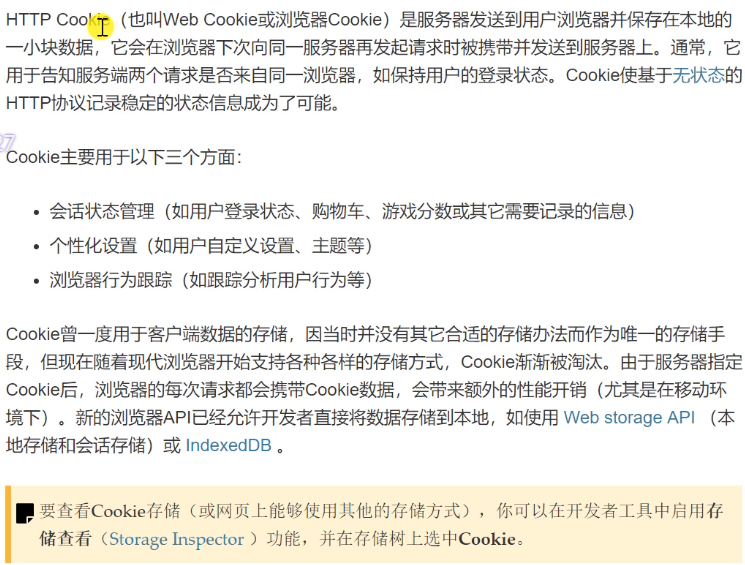 HTTP Cookie（也叫Web Cookie或浏览器Cookie）是服务器发送到用户浏览器并保存在本地的
一小块数据，它会在浏览器下次向同一服务器再发起请求时被携带并发送到服务器上。通常，它
用于告知服务端两个请求是否来自同一浏览器，如保持用户的登录状态。Cookie使基于无状态的
HTTP协议记录稳定的状态信息成为了可能。
27
Cookie主要用于以下三个方面：
• 会话状态管理（如用户登录状态、购物车、游戏分数或其它需要记录的信息）
• 个性化设置（如用户自定义设置、主题等）
• 浏览器行为跟踪（如跟踪分析用户行为等）
Cookie曾一度用于客户端数据的存储，因当时并没有其它合适的存储办法而作为唯一的存储手
段，但现在随着现代浏览器开始支持各种各样的存储方式，Cookie渐渐被淘汰。由于服务器指定
Cookie后，浏览器的每次请求都会携带Cookie数据，会带来额外的性能开销（尤其是在移动环
境下）。新的浏览器API已经允许开发者直接将数据存储到本地，如使用 Web storage API （本
地存储和会话存储）或 IndexedDB 。
要查看Cookie存储（或网页上能够使用其他的存储方式），你可以在开发者工具中启用存
储查看（Storage Inspector ）功能，并在存储树上选中Cookie。